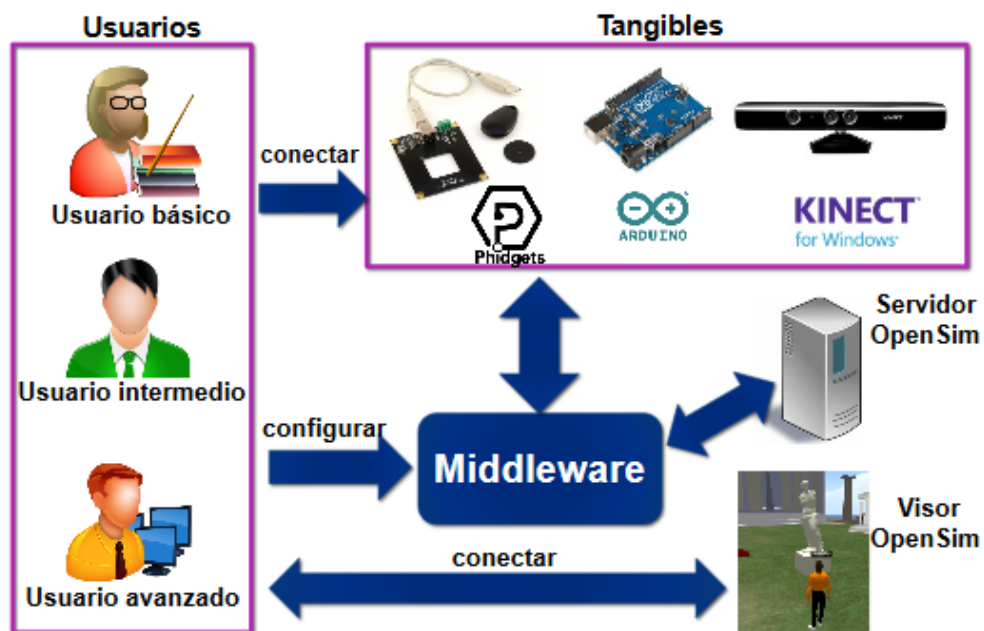 Usuarios
Tangibles
conectar
Usuario básico
Phidgets
ARDUINO
KINECT
for Windows
Usuario intermedio
Servidor
OpenSim
configurar
Middleware
Usuario avanzado
conectar
Visor
OpenSim